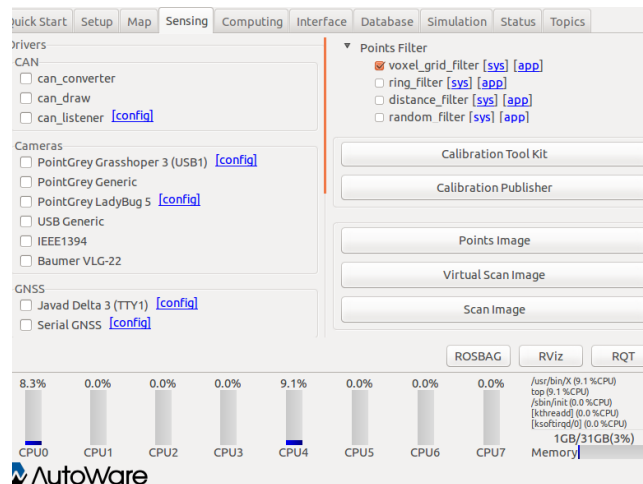 Quick Start Setup Map Sensing Computing Interface Database Simulation Status Topics
Drivers
CAN
can_converter
can_draw
can_listener [config]
Cameras
PointGrey Grasshoper 3 (USB1) [config]
PointGrey Generic
PointGrey LadyBug 5 [config]
USB Generic
IEEE1394
Baumer VLG-22
GNSS
Javad Delta 3 (TTY1) [config]
Serial GNSS [config]
Points Filter
voxel_grid_filter [sys] [app]
ring_filter [sys] [app]
distance_filter [sys] [app]
random_filter [sys] [app]
Calibration Tool Kit
Calibration Publisher
Points Image
Virtual Scan Image
Scan Image
ROSBAG RViz RQT
8.3% 0.0% 0.0% 0.0% 9.1% 0.0% 0.0% 0.0%
CPU0 CPU1 CPU2 CPU3 CPU4 CPU5 CPU6 CPU7
/usr/bin/X (9.1 %CPU)
top (9.1 %CPU)
/sbin/init (0.0 %CPU)
[kthreadd] (0.0 %CPU)
[ksoftirqd/0] (0.0 %CPU)
1GB/31GB(3%)
Memory
AutoWare